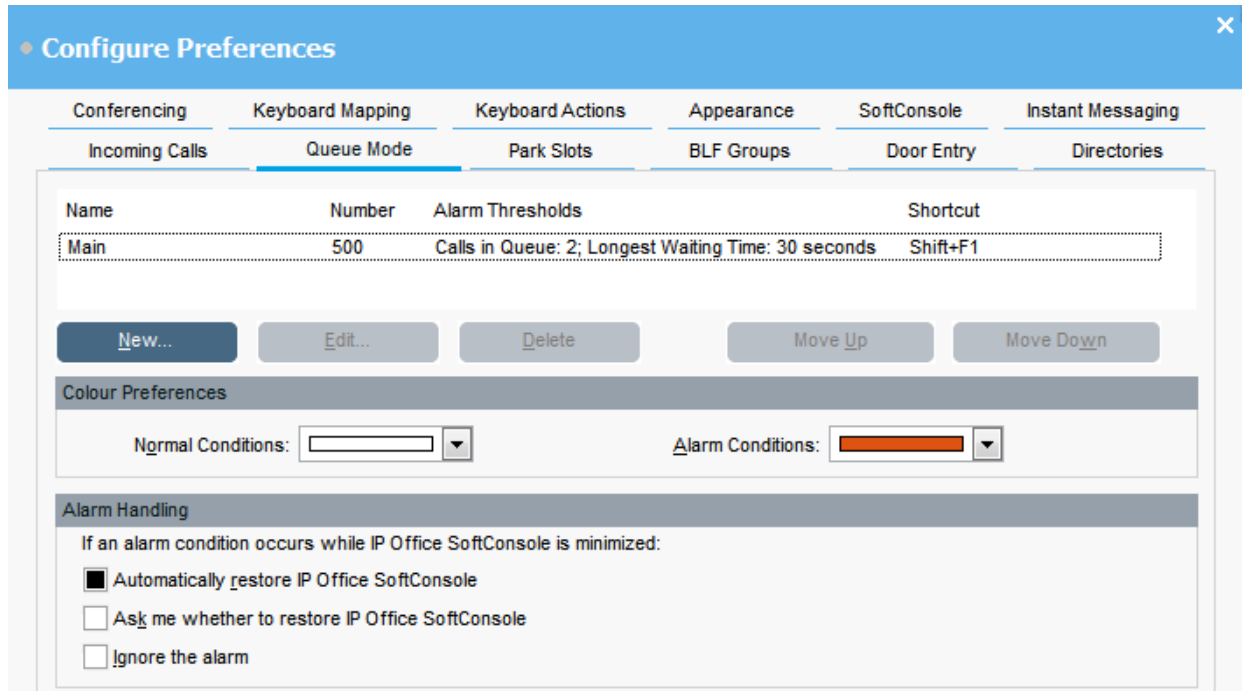 Configure Preferences
Conferencing Keyboard Mapping Keyboard Actions Appearance SoftConsole Instant Messaging
Incoming Calls Queue Mode Park Slots BLF Groups Door Entry Directories
Name Number Alarm Thresholds Shortcut
Main 500 Calls in Queue: 2; Longest Waiting Time: 30 seconds Shift+F1
New... Edit... Delete Move Up Move Down
Colour Preferences
Normal Conditions: Alarm Conditions:
Alarm Handling
If an alarm condition occurs while IP Office SoftConsole is minimized:
Automatically restore IP Office SoftConsole
Ask me whether to restore IP Office SoftConsole
Ignore the alarm